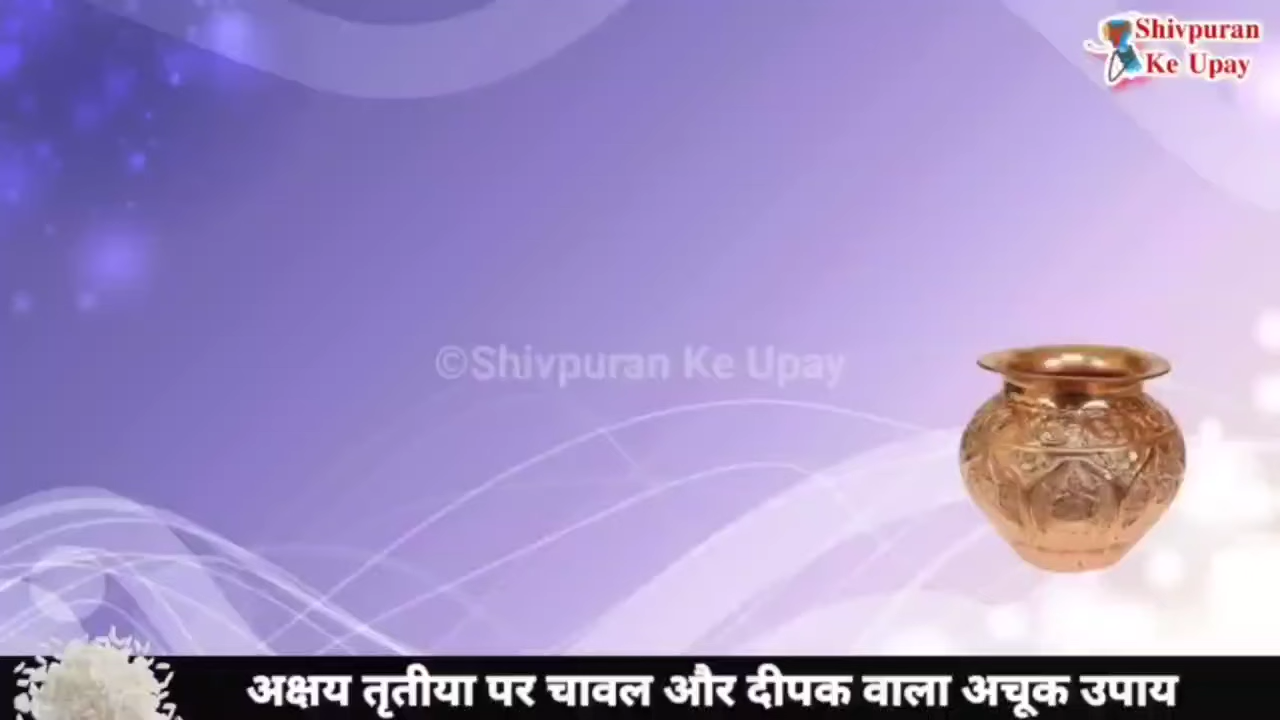 Shivpuran
Ke Upay
©Shivpuran Ke Upay
अक्षय तृतीया पर चावल और दीपक वाला अचूक उपाय